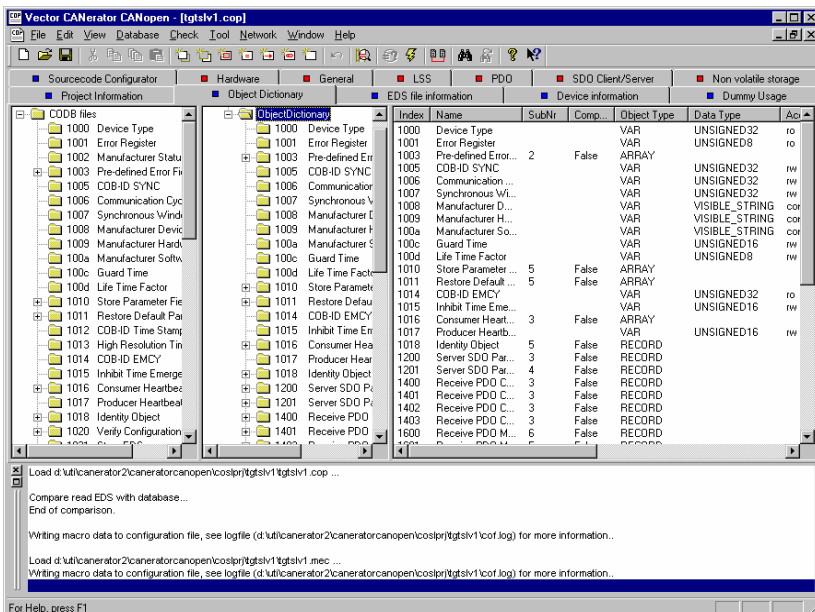 Vector CANerator CANopen - [tgtslv1.cop]
File Edit View Database Check Tool Network Window Help
Sourcecode Configurator Hardware General LSS PDO SDO Client/Server Non volatile storage
Project Information Object Dictionary EDS file information Device information Dummy Usage
CODB files
1000 Device Type
1001 Error Register
1002 Manufacturer Statu
1003 Pre-defined Error Fi
1005 COB-ID SYNC
1006 Communication Cyc
1007 Synchronous Windo
1008 Manufacturer Devic
1009 Manufacturer Hardu
100a Manufacturer Softw
100c Guard Time
100d Life Time Factor
1010 Store Parameter Fie
1011 Restore Default Par
1012 COB-ID Time Stamp
1013 High Resolution Tin
1014 COB-ID EMCY
1015 Inhibit Time Emerge
1016 Consumer Heartbea
1017 Producer Heartbeal
1018 Identity Object
1020 Verify Configuration
ObjectDictionary
1000 Device Type
1001 Error Register
1003 Pre-defined Err
1005 COB-ID SYNC
1006 Communication
1007 Synchronous V
1008 Manufacturer D
1009 Manufacturer H
100a Manufacturer S
100c Guard Time
100d Life Time Facto
1010 Store Paramete
1011 Restore Defau
1014 COB-ID EMCY
1015 Inhibit Time Em
1016 Consumer Hea
1017 Producer Hear
1018 Identity Object
1200 Server SDO Pa
1201 Server SDO Pa
1400 Receive PDO
1401 Receive PDO
Index Name SubNr Comp... Object Type Data Type Acc
1000 Device Type VAR UNSIGNED32 ro
1001 Error Register VAR UNSIGNED8 ro
1003 Pre-defined Error... 2 False ARRAY
1005 COB-ID SYNC VAR UNSIGNED32 rw
1006 Communication ... VAR UNSIGNED32 rw
1007 Synchronous Wi... VAR UNSIGNED32 rw
1008 Manufacturer D... VAR VISIBLE_STRING cor
1009 Manufacturer H... VAR VISIBLE_STRING cor
100a Manufacturer So... VAR VISIBLE_STRING cor
100c Guard Time VAR UNSIGNED16 rw
100d Life Time Factor VAR UNSIGNED8 rw
1010 Store Parameter ... 5 False ARRAY
1011 Restore Default ... 5 False ARRAY
1014 COB-ID EMCY VAR UNSIGNED32 ro
1015 Inhibit Time Eme... VAR UNSIGNED16 rw
1016 Consumer Heart... 3 False ARRAY
1017 Producer Heartb... VAR UNSIGNED16 rw
1018 Identity Object 5 False RECORD
1200 Server SDO Par... 3 False RECORD
1201 Server SDO Par... 4 False RECORD
1400 Receive PDO C... 3 False RECORD
1401 Receive PDO C... 3 False RECORD
1402 Receive PDO C... 3 False RECORD
1403 Receive PDO C... 3 False RECORD
1600 Receive PDO M... 6 False RECORD
Load d:\uti\canerator2\caneratorcanopen\coslprj\tgtslv1\tgtslv1.cop ...
Compare read EDS with database...
End of comparison.
Writing macro data to configuration file, see logfile (d:\uti\canerator2\caneratorcanopen\coslprj\tgtslv1\cof.log) for more information..
Load d:\uti\canerator2\caneratorcanopen\coslprj\tgtslv1\tgtslv1.mec ...
Writing macro data to configuration file, see logfile (d:\uti\canerator2\caneratorcanopen\coslprj\tgtslv1\cof.log) for more information..
For Help, press F1